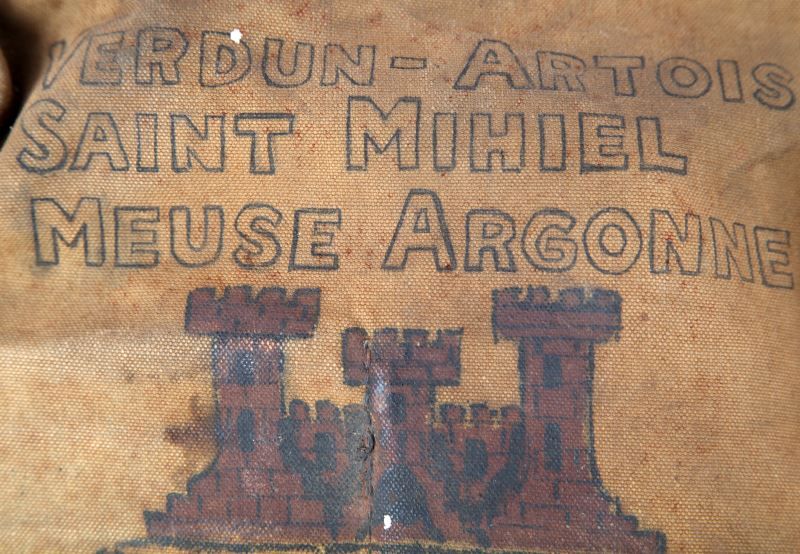 VERDUN - ARTOIS
SAINT MIHIEL
MEUSE ARGONNE